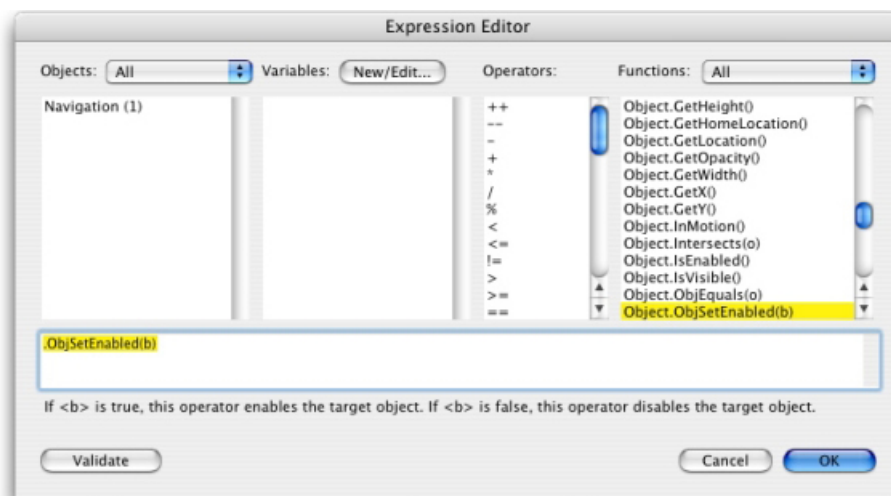 Expression Editor
Objects: All Variables: New/Edit... Operators: Functions: All
Navigation (1)
++
--
-
+
*
/
%
<
<=
!=
>
>=
==
Object.GetHeight()
Object.GetHomeLocation()
Object.GetLocation()
Object.GetOpacity()
Object.GetWidth()
Object.GetX()
Object.GetY()
Object.InMotion()
Object.Intersects(o)
Object.IsEnabled()
Object.IsVisible()
Object.ObjEquals(o)
Object.ObjSetEnabled(b)
.ObjSetEnabled(b)
If <b> is true, this operator enables the target object. If <b> is false, this operator disables the target object.
Validate Cancel OK